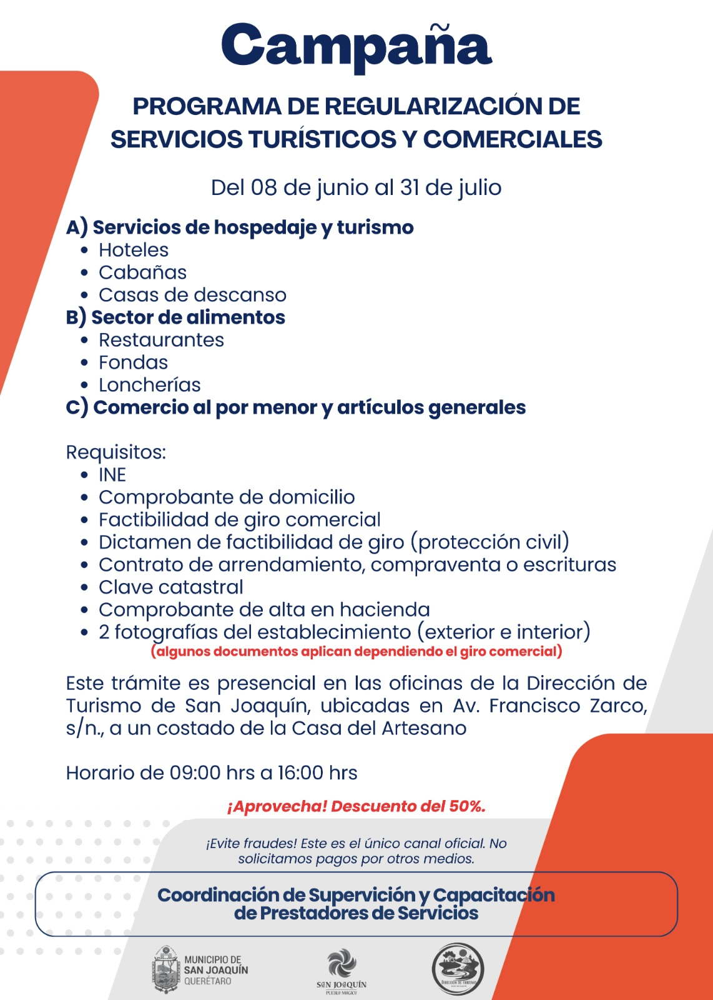 Campaña
PROGRAMA DE REGULARIZACIÓN DE
SERVICIOS TURÍSTICOS Y COMERCIALES
Del 08 de junio al 31 de julio
A) Servicios de hospedaje y turismo
• Hoteles
• Cabañas
• Casas de descanso
B) Sector de alimentos
• Restaurantes
• Fondas
• Loncherías
C) Comercio al por menor y artículos generales
Requisitos:
• INE
• Comprobante de domicilio
• Factibilidad de giro comercial
• Dictamen de factibilidad de giro (protección civil)
• Contrato de arrendamiento, compraventa o escrituras
• Clave catastral
• Comprobante de alta en hacienda
• 2 fotografías del establecimiento (exterior e interior)
(algunos documentos aplican dependiendo el giro comercial)
Este trámite es presencial en las oficinas de la Dirección de
Turismo de San Joaquín, ubicadas en Av. Francisco Zarco,
s/n., a un costado de la Casa del Artesano
Horario de 09:00 hrs a 16:00 hrs
¡Aprovecha! Descuento del 50%.
¡Evite fraudes! Este es el único canal oficial. No
solicitamos pagos por otros medios.
Coordinación de Supervición y Capacitación
de Prestadores de Servicios
MUNICIPIO DE
SAN JOAQUÍN
QUERÉTARO
SAN JOAQUÍN
PUEBLO MÁGICO
DIRECCIÓN DE TURISMO
SAN JOAQUÍN